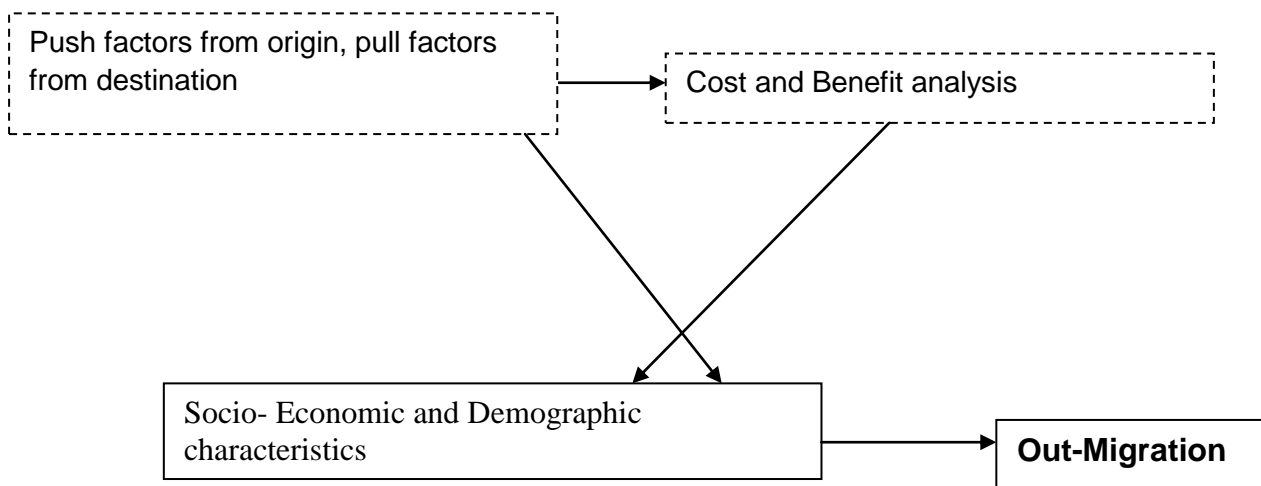 Push factors from origin, pull factors
from destination
Cost and Benefit analysis
Socio- Economic and Demographic
characteristics
Out-Migration